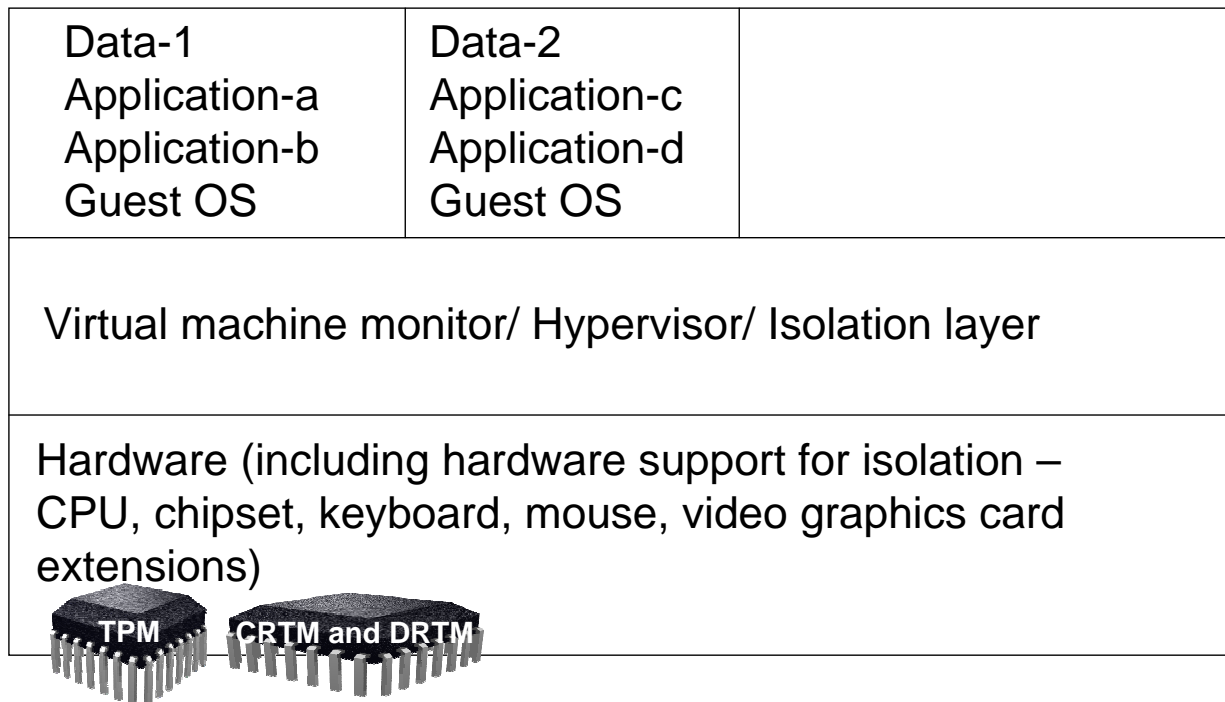 Data-1
Application-a
Application-b
Guest OS
Data-2
Application-c
Application-d
Guest OS
Virtual machine monitor/ Hypervisor/ Isolation layer
Hardware (including hardware support for isolation –
CPU, chipset, keyboard, mouse, video graphics card
extensions)
TPM
CRTM and DRTM